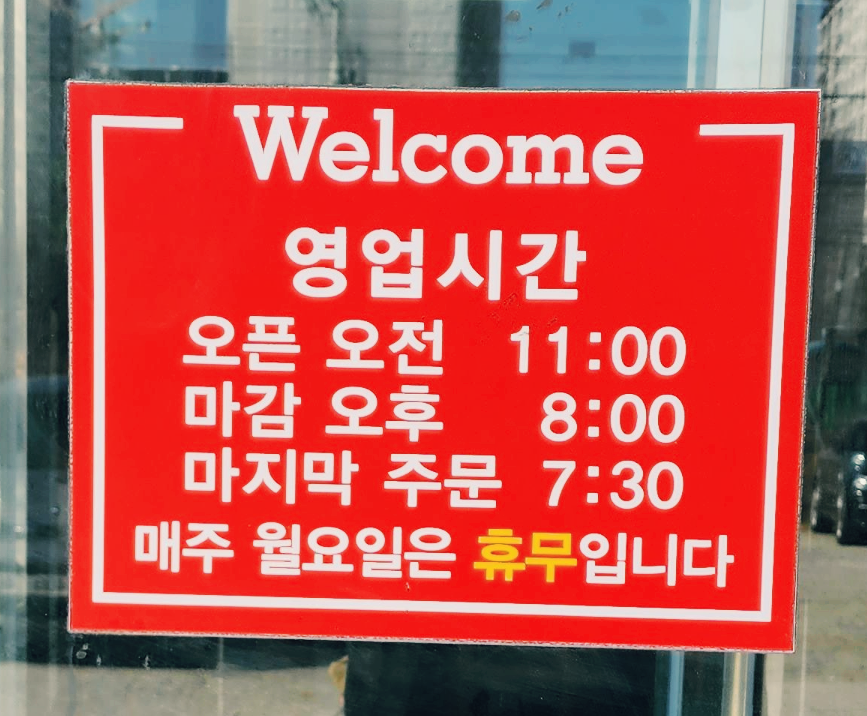 Welcome
영업시간
오픈 오전 11:00
마감 오후 8:00
마지막 주문 7:30
매주 월요일은 휴무입니다